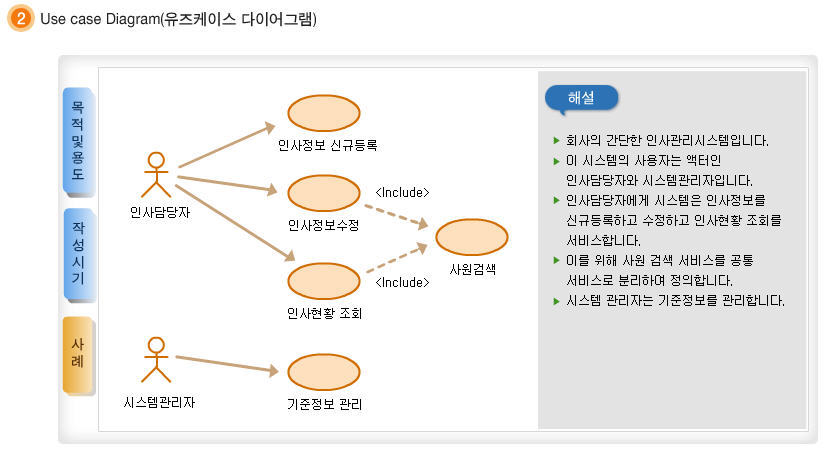 2 Use case Diagram(유즈케이스 다이어그램)
목적및용도
작성시기
사례
인사정보 신규등록
인사담당자
<Include>
인사정보수정
사원검색
<Include>
인사현황 조회
시스템관리자
기준정보 관리
해설
회사의 간단한 인사관리시스템입니다.
이 시스템의 사용자는 액터인
인사담당자와 시스템관리자입니다.
인사담당자에게 시스템은 인사정보를
신규등록하고 수정하고 인사현황 조회를
서비스합니다.
이를 위해 사원 검색 서비스를 공통
서비스로 분리하여 정의합니다.
시스템 관리자는 기준정보를 관리합니다.